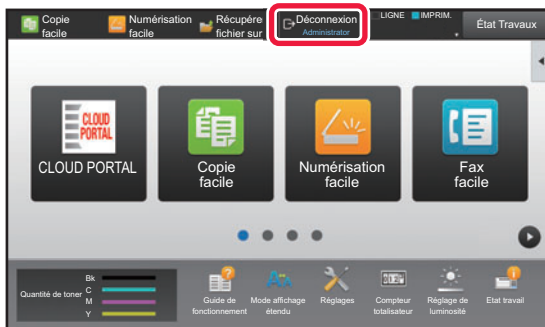 Copie facile
Numérisation facile
Récupére fichier sur
Déconnexion
Administrator
LIGNE
IMPRIM.
État Travaux
CLOUD PORTAL
CLOUD PORTAL
Copie facile
Numérisation facile
Fax facile
Quantité de toner
Bk
C
M
Y
Guide de fonctionnement
Mode affichage étendu
Réglages
Compteur totalisateur
Réglage de luminosité
Etat travail